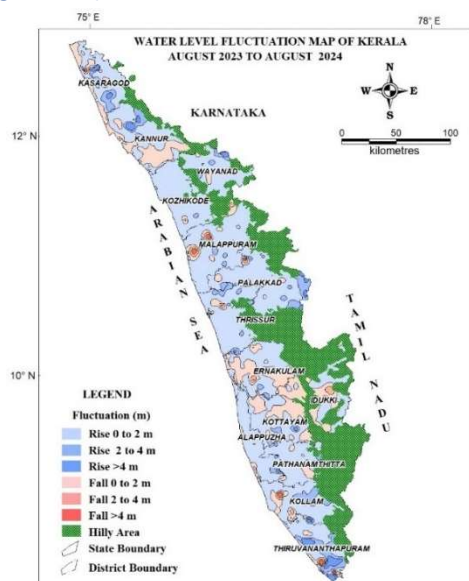 75° E
78° E
WATER LEVEL FLUCTUATION MAP OF KERALA
AUGUST 2023 TO AUGUST 2024
N
W E
S
0 50 100
kilometres
KASARAGOD
KARNATAKA
12° N
KANNUR
WAYANAD
KOZHIKODE
ARABIAN SEA
MALAPPURAM
PALAKKAD
TAMIL NADU
THRISSUR
10° N
ERNAKULAM
IDUKKI
KOTTAYAM
ALAPPUZHA
PATHANAMTHITTA
KOLLAM
THIRUVANANTHAPURAM
LEGEND
Fluctuation (m)
Rise 0 to 2 m
Rise 2 to 4 m
Rise >4 m
Fall 0 to 2 m
Fall 2 to 4 m
Fall >4 m
Hilly Area
State Boundary
District Boundary